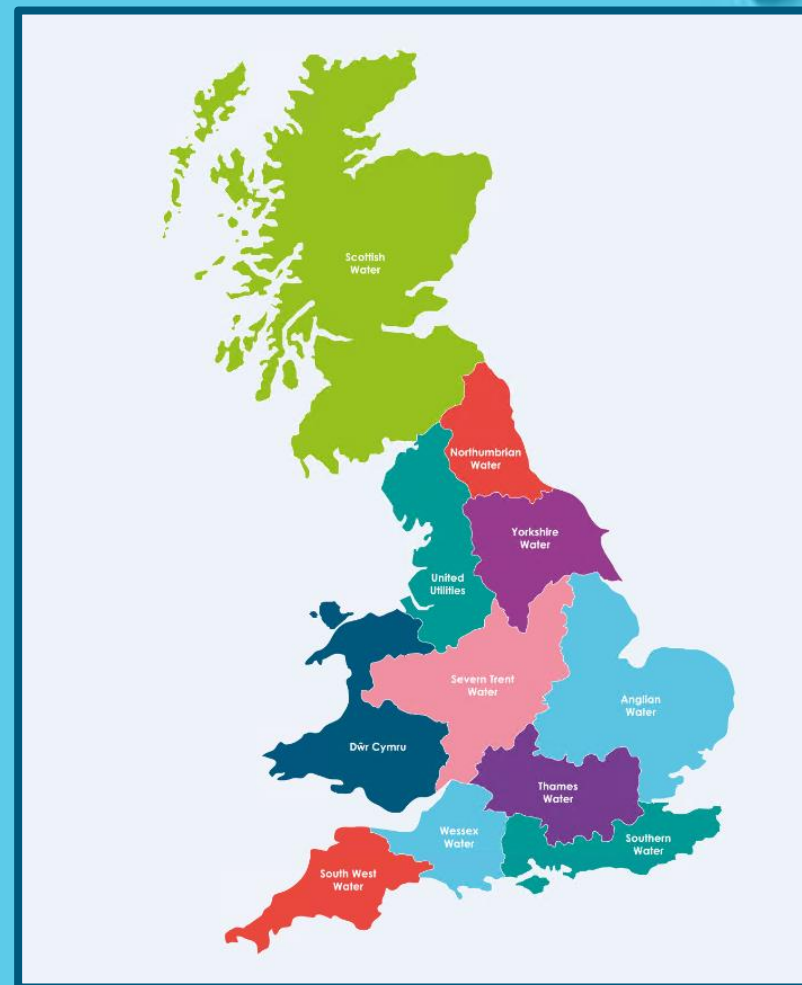 Scottish
Water
Northumbrian
Water
Yorkshire
Water
United
Utilities
Severn Trent
Water
Anglian
Water
Dŵr Cymru
Thames
Water
Wessex
Water
Southern
Water
South West
Water